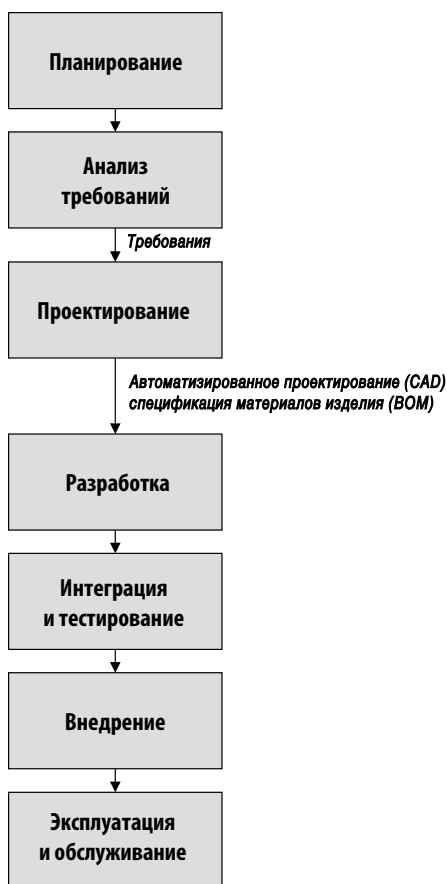 Планирование
Анализ
требований
Требования
Проектирование
Автоматизированное проектирование (CAD)
спецификация материалов изделия (BOM)
Разработка
Интеграция
и тестирование
Внедрение
Эксплуатация
и обслуживание